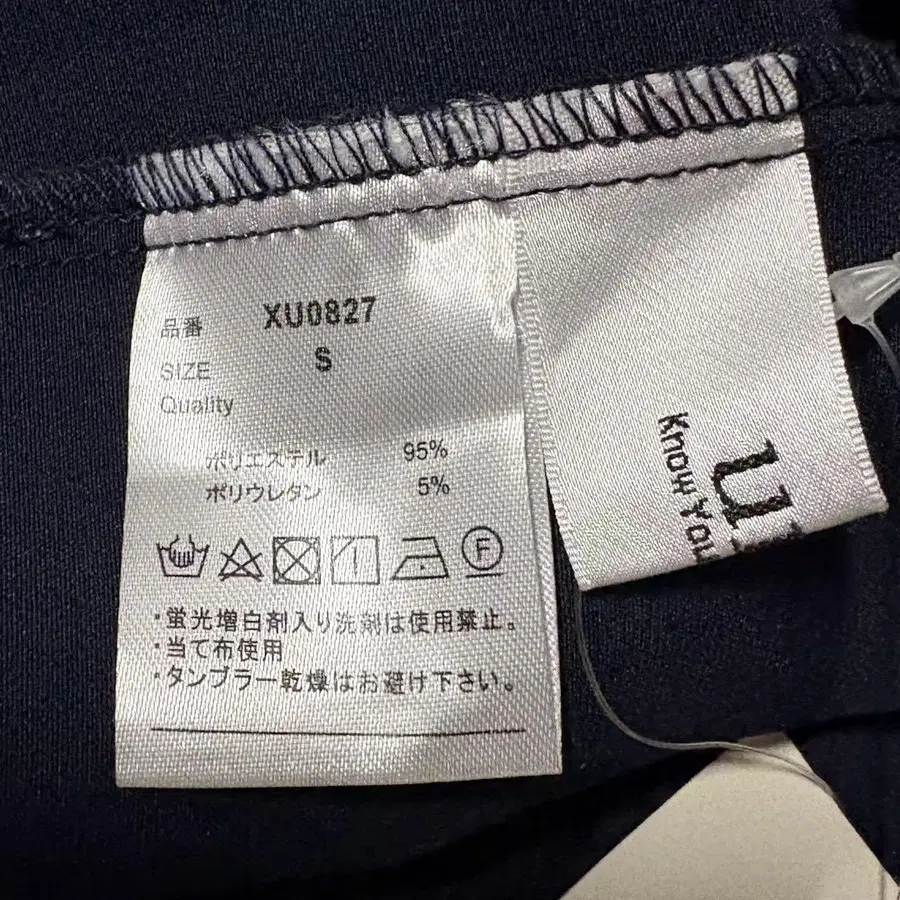 品番 XU0827
SIZE S
Quality
ポリエステル 95%
ポリウレタン 5%
F
・蛍光増白剤入り洗剤は使用禁止。
・当て布使用
・タンブラー乾燥はお避け下さい。
Know You